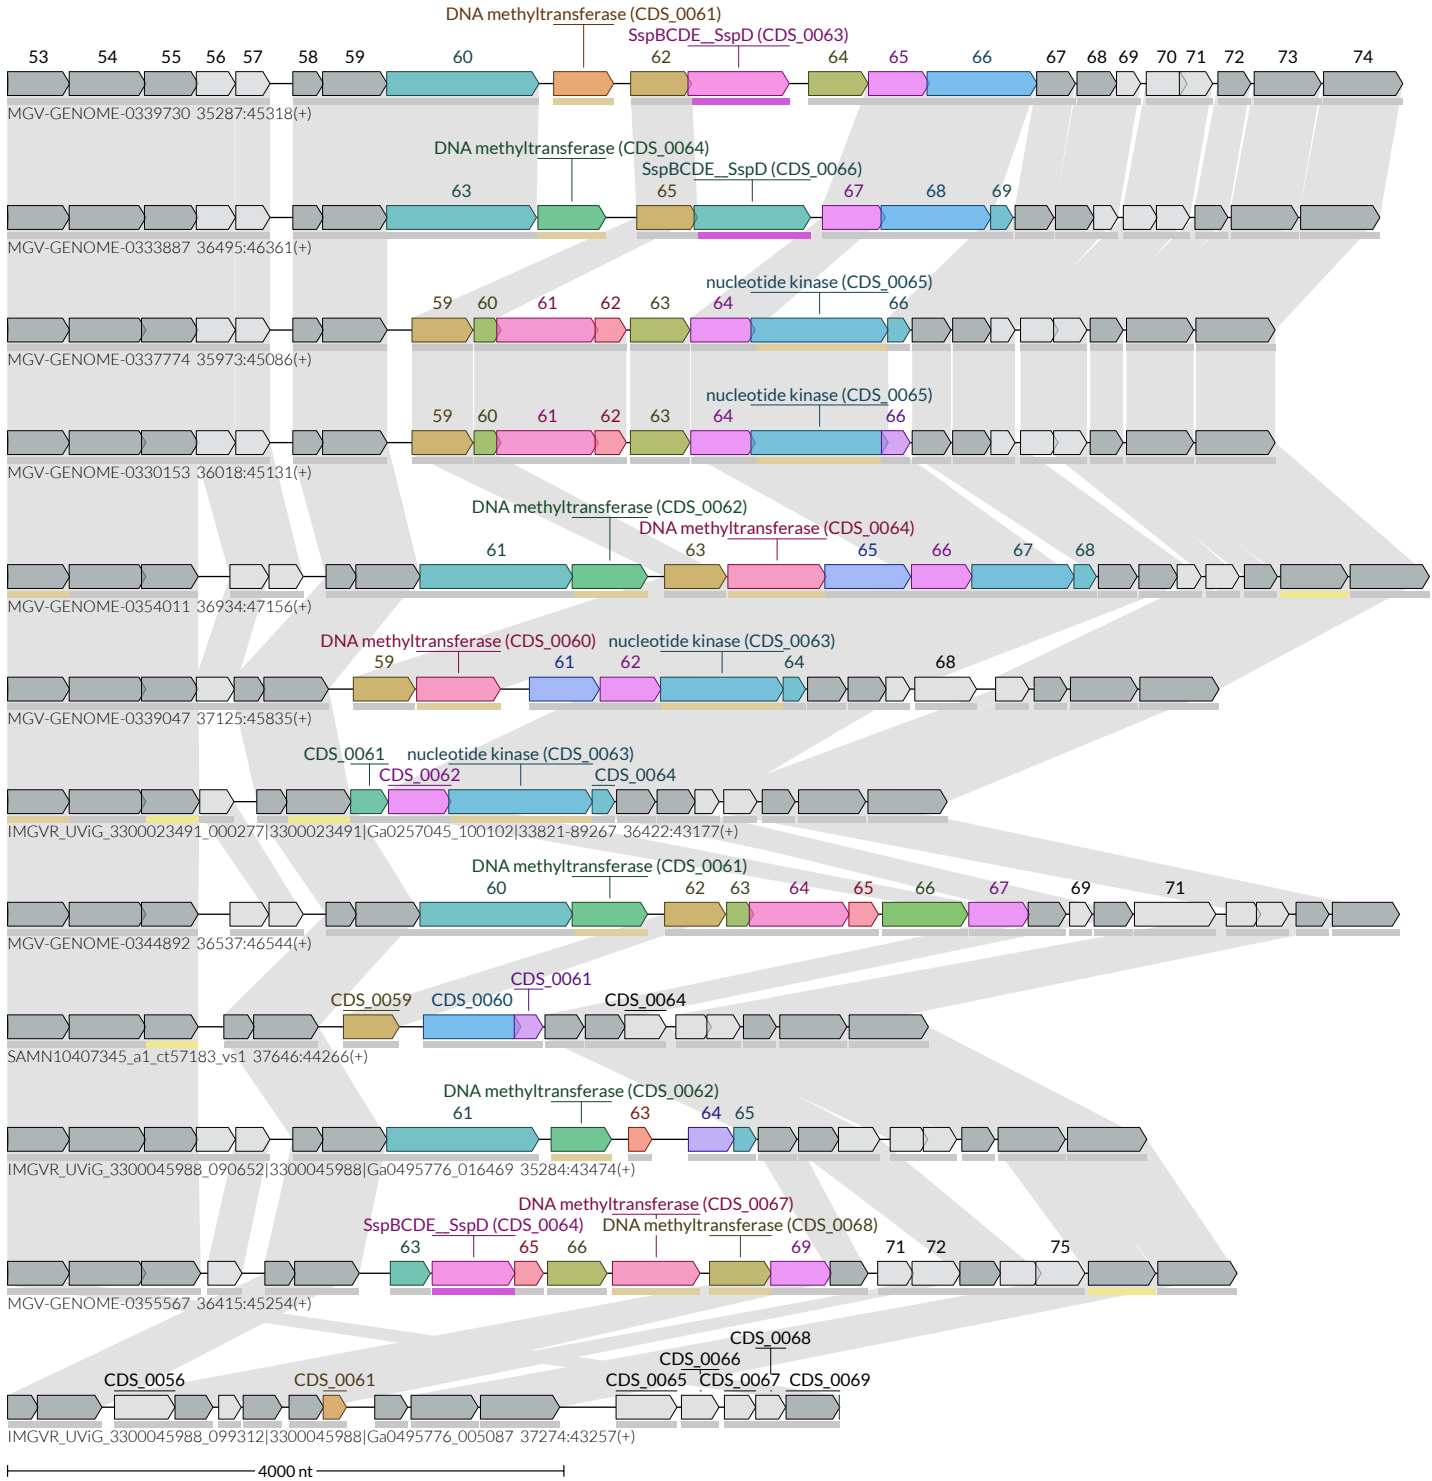 DNA methyltransferase (CDS_0061)
SspBCDE__SspD (CDS_0063)
53 54 55 56 57 58 59 60 62 64 65 66 67 68 69 70 71 72 73 74
MGV-GENOME-0339730 35287:45318(+)
DNA methyltransferase (CDS_0064)
SspBCDE__SspD (CDS_0066)
63 65 67 68 69
MGV-GENOME-0333887 36495:46361(+)
nucleotide kinase (CDS_0065)
59 60 61 62 63 64 66
MGV-GENOME-0337774 35973:45086(+)
nucleotide kinase (CDS_0065)
59 60 61 62 63 64 66
MGV-GENOME-0330153 36018:45131(+)
DNA methyltransferase (CDS_0062)
DNA methyltransferase (CDS_0064)
61 63 65 66 67 68
MGV-GENOME-0354011 36934:47156(+)
DNA methyltransferase (CDS_0060) nucleotide kinase (CDS_0063)
59 61 62 64 68
MGV-GENOME-0339047 37125:45835(+)
CDS_0061 nucleotide kinase (CDS_0063)
CDS_0062 CDS_0064
IMGVR_UViG_3300023491_000277|3300023491|Ga0257045_100102|33821-89267 36422:43177(+)
DNA methyltransferase (CDS_0061)
60 62 63 64 65 66 67 69 71
MGV-GENOME-0344892 36537:46544(+)
CDS_0061
CDS_0059 CDS_0060 CDS_0064
SAMN10407345_a1_ct57183_vs1 37646:44266(+)
DNA methyltransferase (CDS_0062)
61 63 64 65
IMGVR_UViG_3300045988_090652|3300045988|Ga0495776_016469 35284:43474(+)
DNA methyltransferase (CDS_0067)
SspBCDE__SspD (CDS_0064) DNA methyltransferase (CDS_0068)
63 65 66 69 71 72 75
MGV-GENOME-0355567 36415:45254(+)
CDS_0068
CDS_0066
CDS_0056 CDS_0061 CDS_0065 CDS_0067 CDS_0069
IMGVR_UViG_3300045988_099312|3300045988|Ga0495776_005087 37274:43257(+)
4000 nt